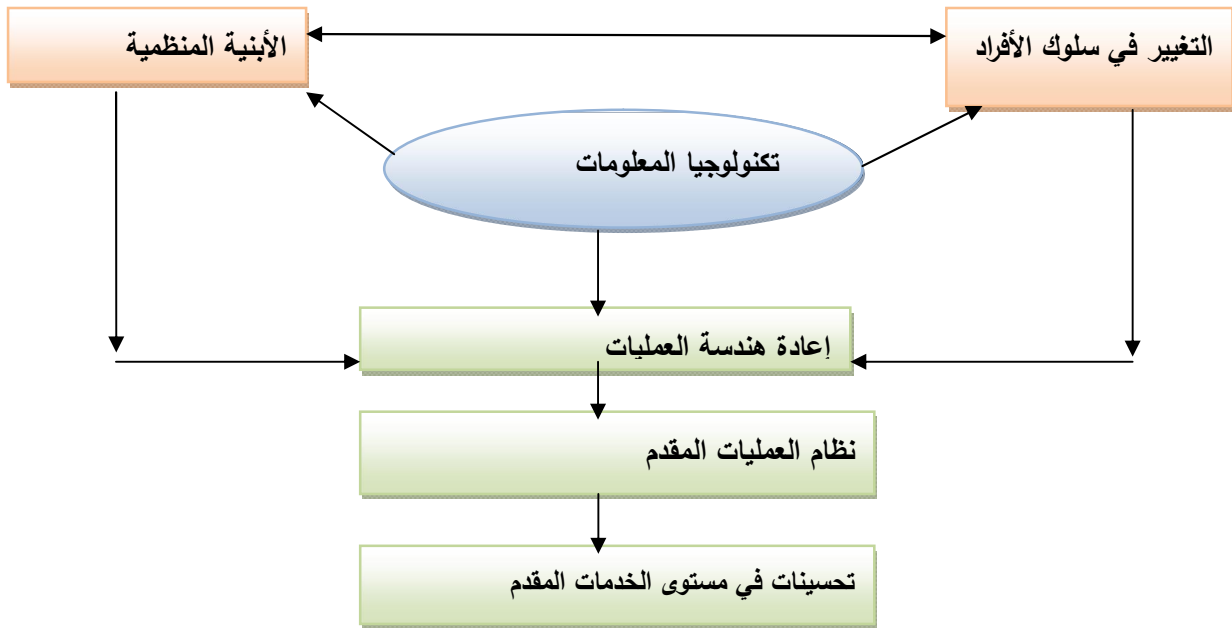 التغيير في سلوك الأفراد
الأبنية المنظمية
تكنولوجيا المعلومات
إعادة هندسة العمليات
نظام العمليات المقدم
تحسينات في مستوى الخدمات المقدم